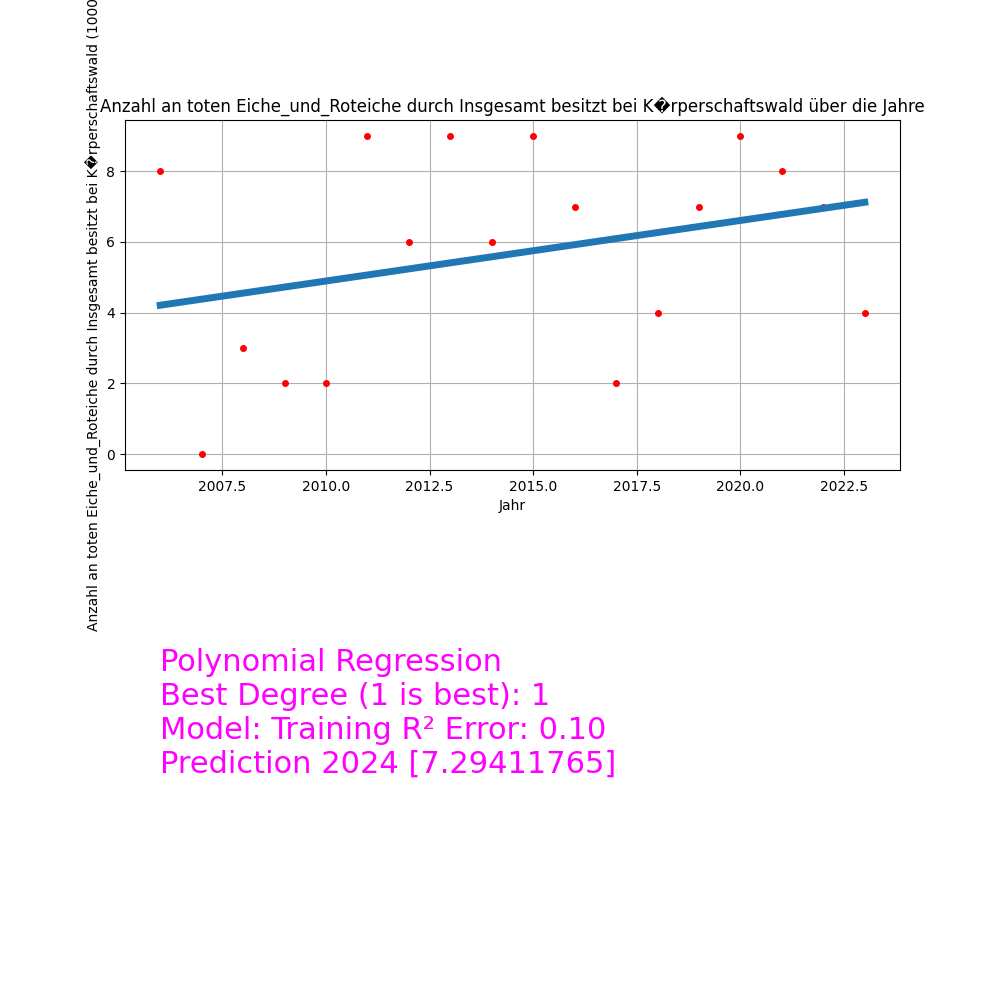 Anzahl an toten Eiche_und_Roteiche durch Insgesamt besitzt bei K�rperschaftswald über die Jahre
Anzahl an toten Eiche_und_Roteiche durch Insgesamt besitzt bei K�rperschaftswald (1000
8
6
4
2
0
2007.5 2010.0 2012.5 2015.0 2017.5 2020.0 2022.5
Jahr
Polynomial Regression
Best Degree (1 is best): 1
Model: Training R² Error: 0.10
Prediction 2024 [7.29411765]